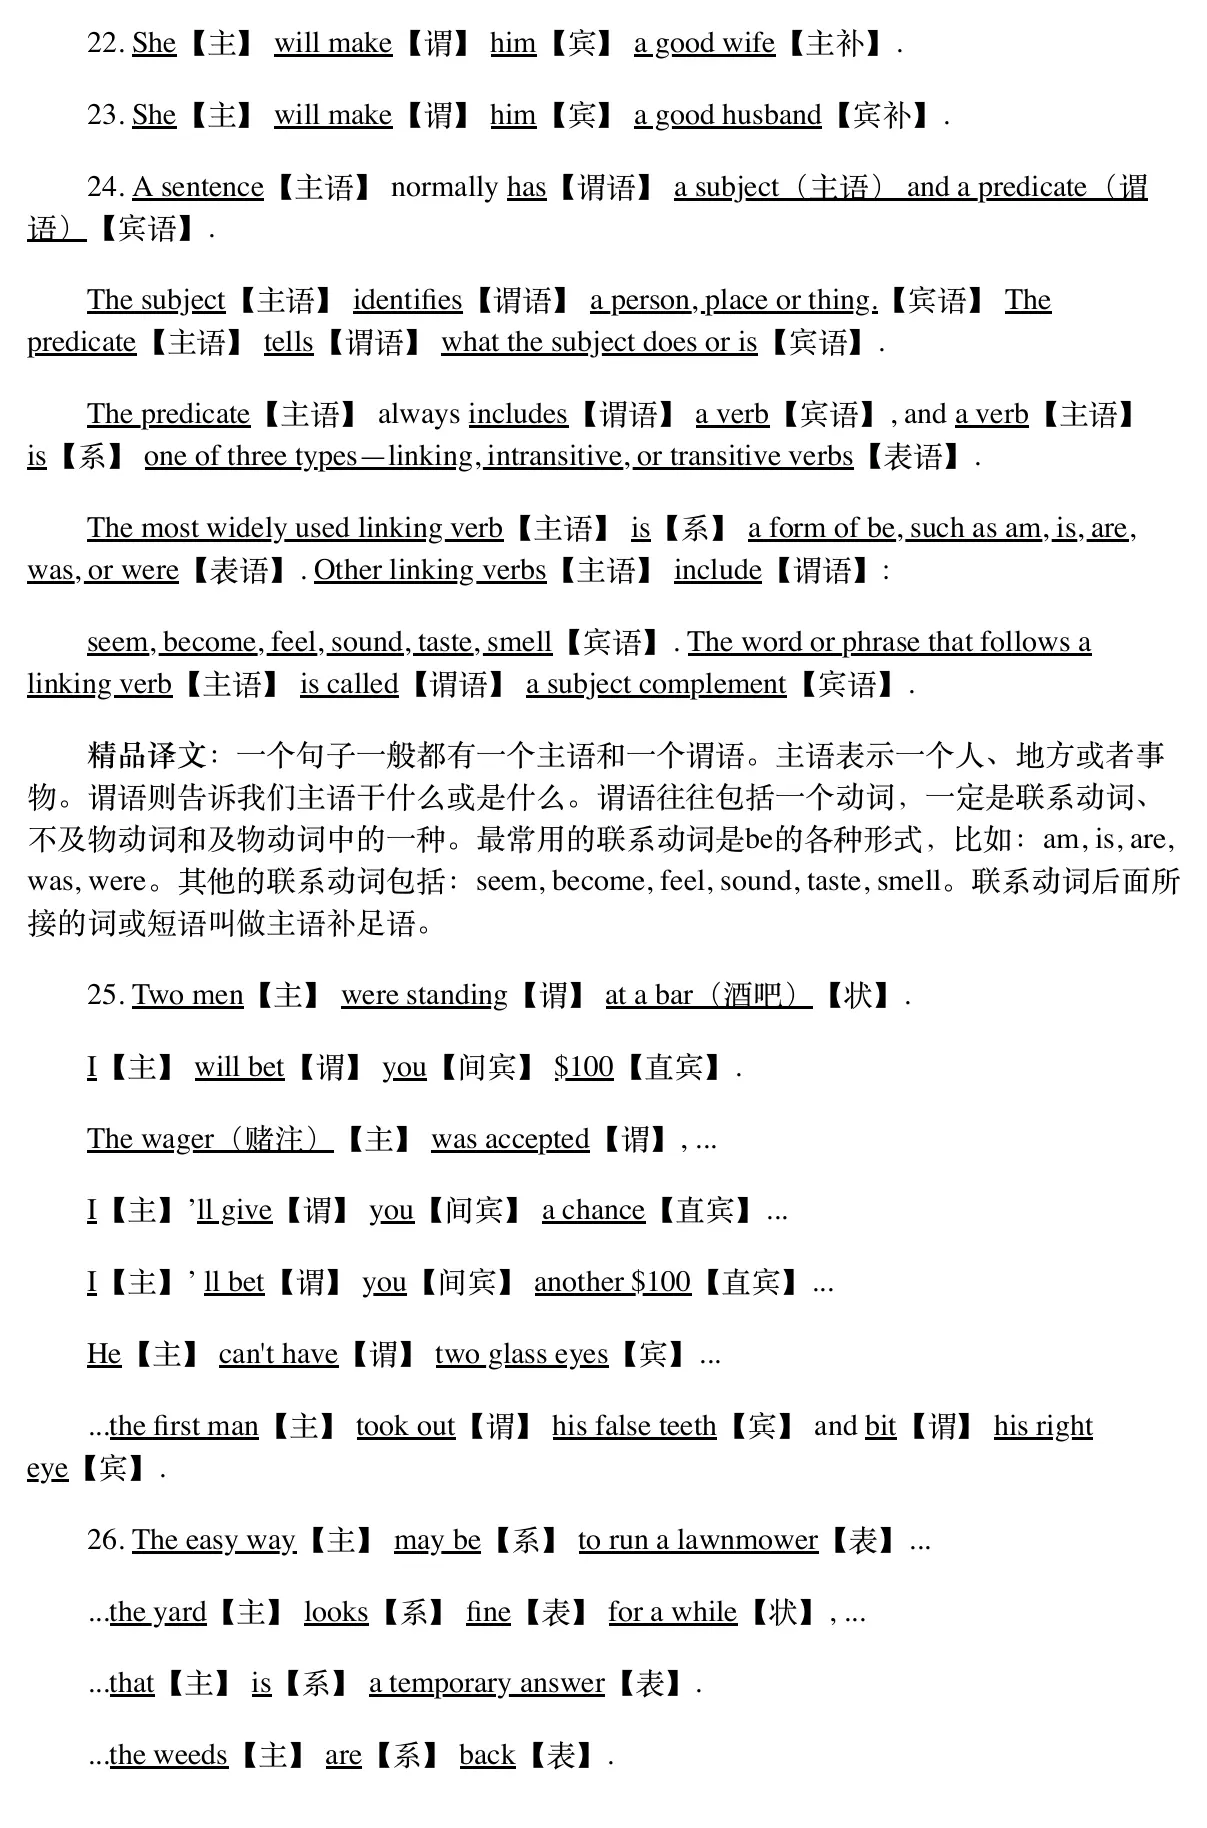 22. She【主】 will make【谓】 him【宾】 a good wife【主补】.
23. She【主】 will make【谓】 him【宾】 a good husband【宾补】.
24. A sentence【主语】 normally has【谓语】 a subject（主语） and a predicate（谓
语）【宾语】.
The subject【主语】 identifies【谓语】 a person, place or thing.【宾语】 The
predicate【主语】 tells【谓语】 what the subject does or is【宾语】.
The predicate【主语】 always includes【谓语】 a verb【宾语】, and a verb【主语】
is【系】 one of three types—linking, intransitive, or transitive verbs【表语】.
The most widely used linking verb【主语】 is【系】 a form of be, such as am, is, are,
was, or were【表语】. Other linking verbs【主语】 include【谓语】:
seem, become, feel, sound, taste, smell【宾语】. The word or phrase that follows a
linking verb【主语】 is called【谓语】 a subject complement【宾语】.
精品译文：一个句子一般都有一个主语和一个谓语。主语表示一个人、地方或者事
物。谓语则告诉我们主语干什么或是什么。谓语往往包括一个动词，一定是联系动词、
不及物动词和及物动词中的一种。最常用的联系动词是be的各种形式，比如：am, is, are,
was, were。其他的联系动词包括：seem, become, feel, sound, taste, smell。联系动词后面所
接的词或短语叫做主语补足语。
25. Two men【主】 were standing【谓】 at a bar（酒吧）【状】.
I【主】 will bet【谓】 you【间宾】 $100【直宾】.
The wager（赌注）【主】 was accepted【谓】, ...
I【主】’ll give【谓】 you【间宾】 a chance【直宾】...
I【主】’ ll bet【谓】 you【间宾】 another $100【直宾】...
He【主】 can't have【谓】 two glass eyes【宾】...
...the first man【主】 took out【谓】 his false teeth【宾】 and bit【谓】 his right
eye【宾】.
26. The easy way【主】 may be【系】 to run a lawnmower【表】...
...the yard【主】 looks【系】 fine【表】 for a while【状】, ...
...that【主】 is【系】 a temporary answer【表】.
...the weeds【主】 are【系】 back【表】.